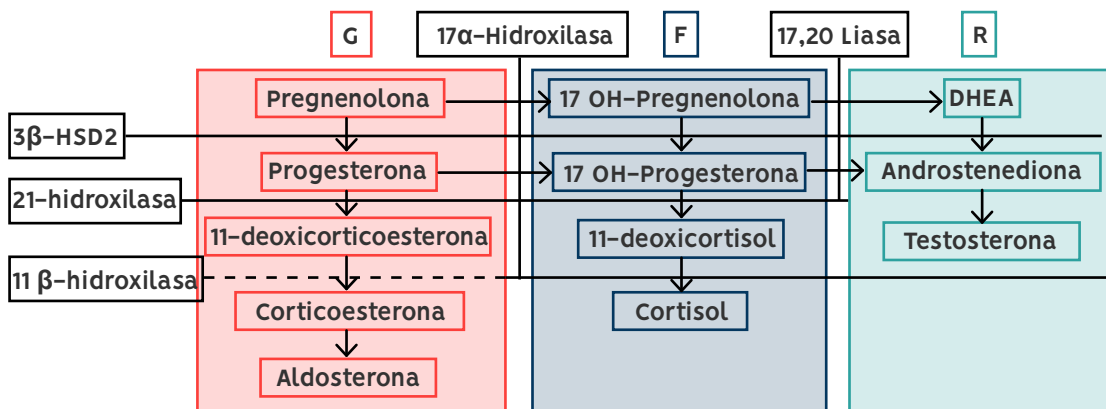 G
17α-Hidroxilasa
F
17,20 Liasa
R
Pregnenolona
17 OH-Pregnenolona
DHEA
3β-HSD2
Progesterona
17 OH-Progesterona
Androstenediona
21-hidroxilasa
11-deoxicorticoesterona
11-deoxicortisol
Testosterona
11 β-hidroxilasa
Corticoesterona
Cortisol
Aldosterona